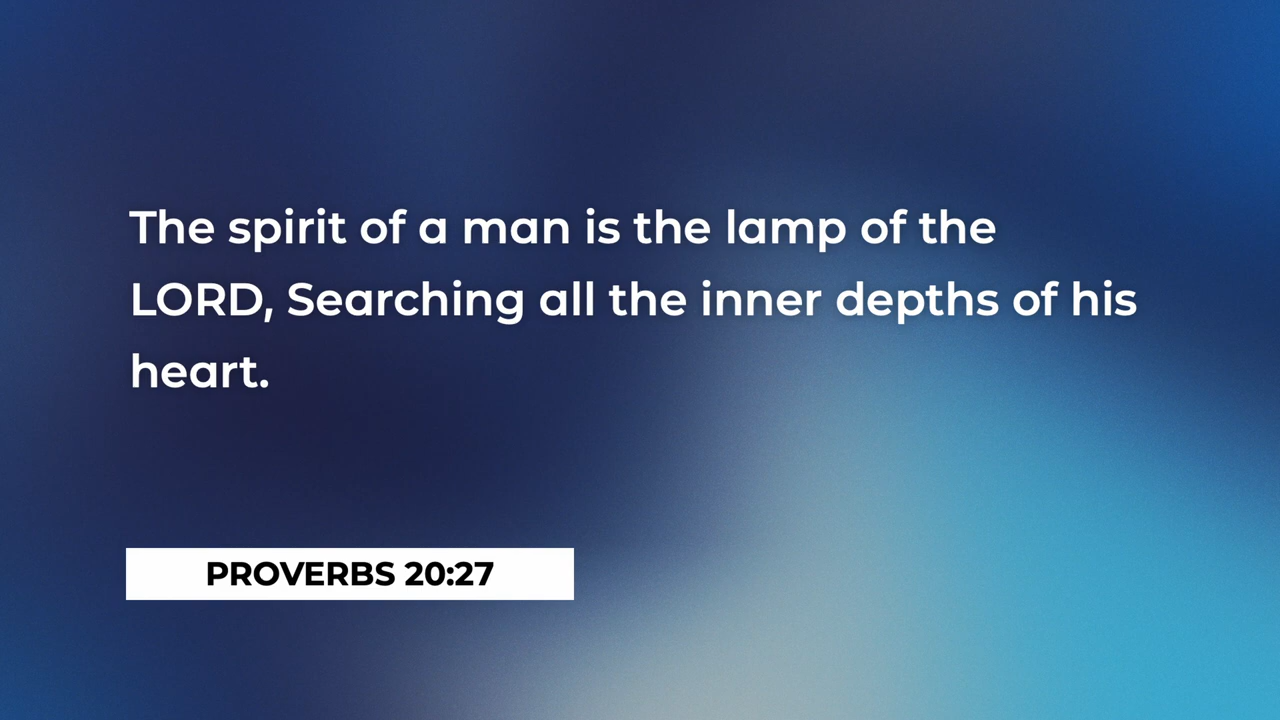 The spirit of a man is the lamp of the
LORD, Searching all the inner depths of his
heart.
PROVERBS 20:27